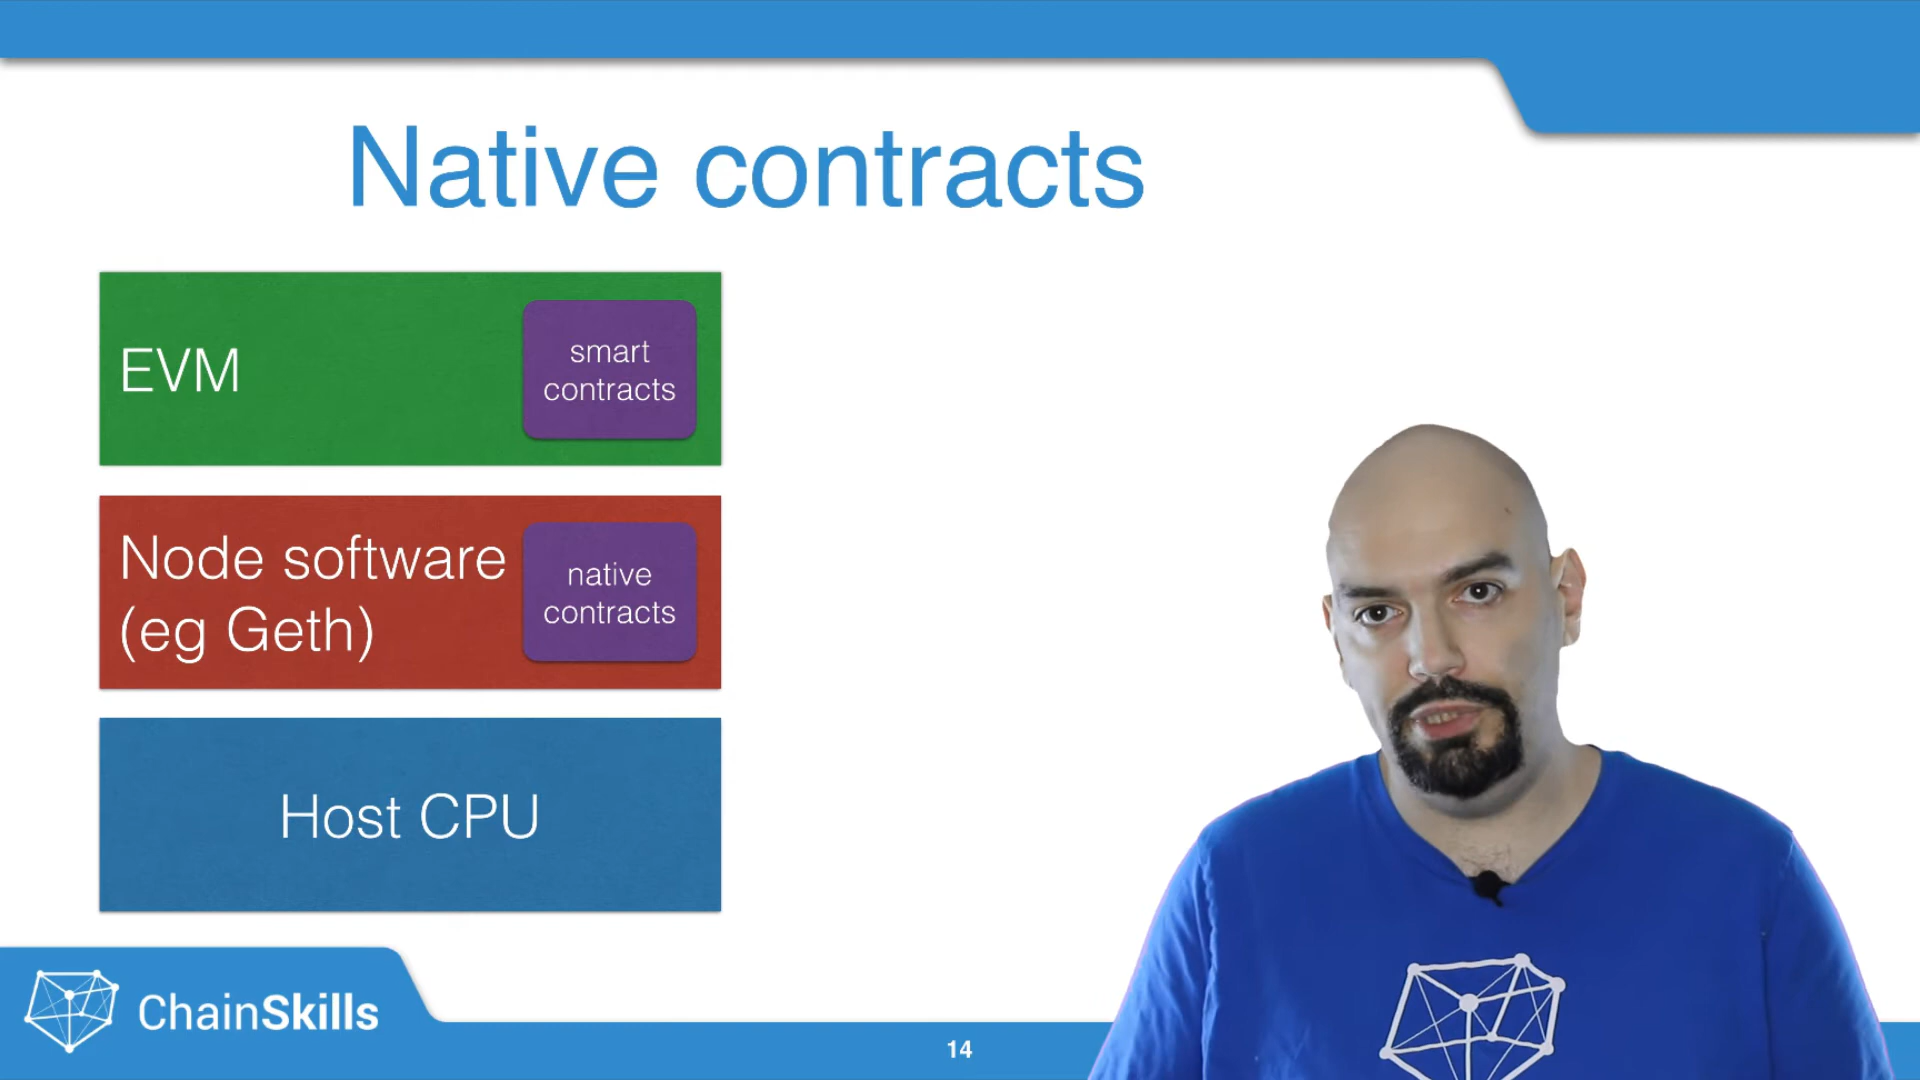 Native contracts
EVM
smart
contracts
Node software
(eg Geth)
native
contracts
Host CPU
ChainSkills
14